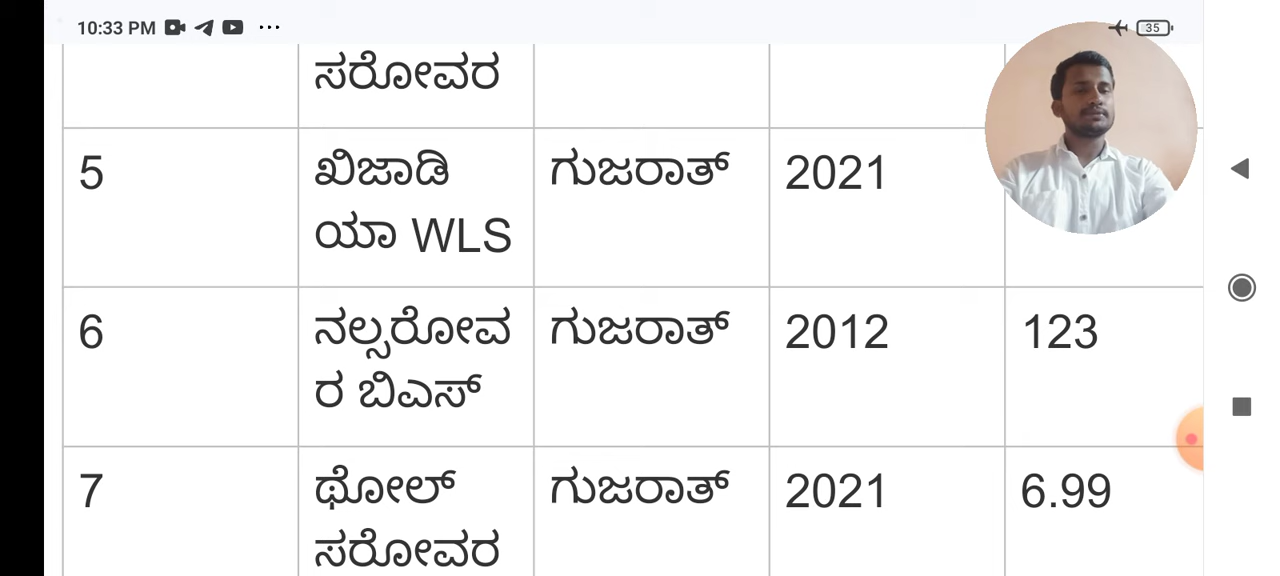 10:33 PM ... 35
ಸರೋವರ
5 ಖಿಜಾಡಿ ಗುಜರಾತ್ 2021
ಯಾ WLS
6 ನಲ್ಸರೋವ ಗುಜರಾತ್ 2012 123
ರ ಬಿಎಸ್
7 ಥೋಲ್ ಗುಜರಾತ್ 2021 6.99
ಸರೋವರ